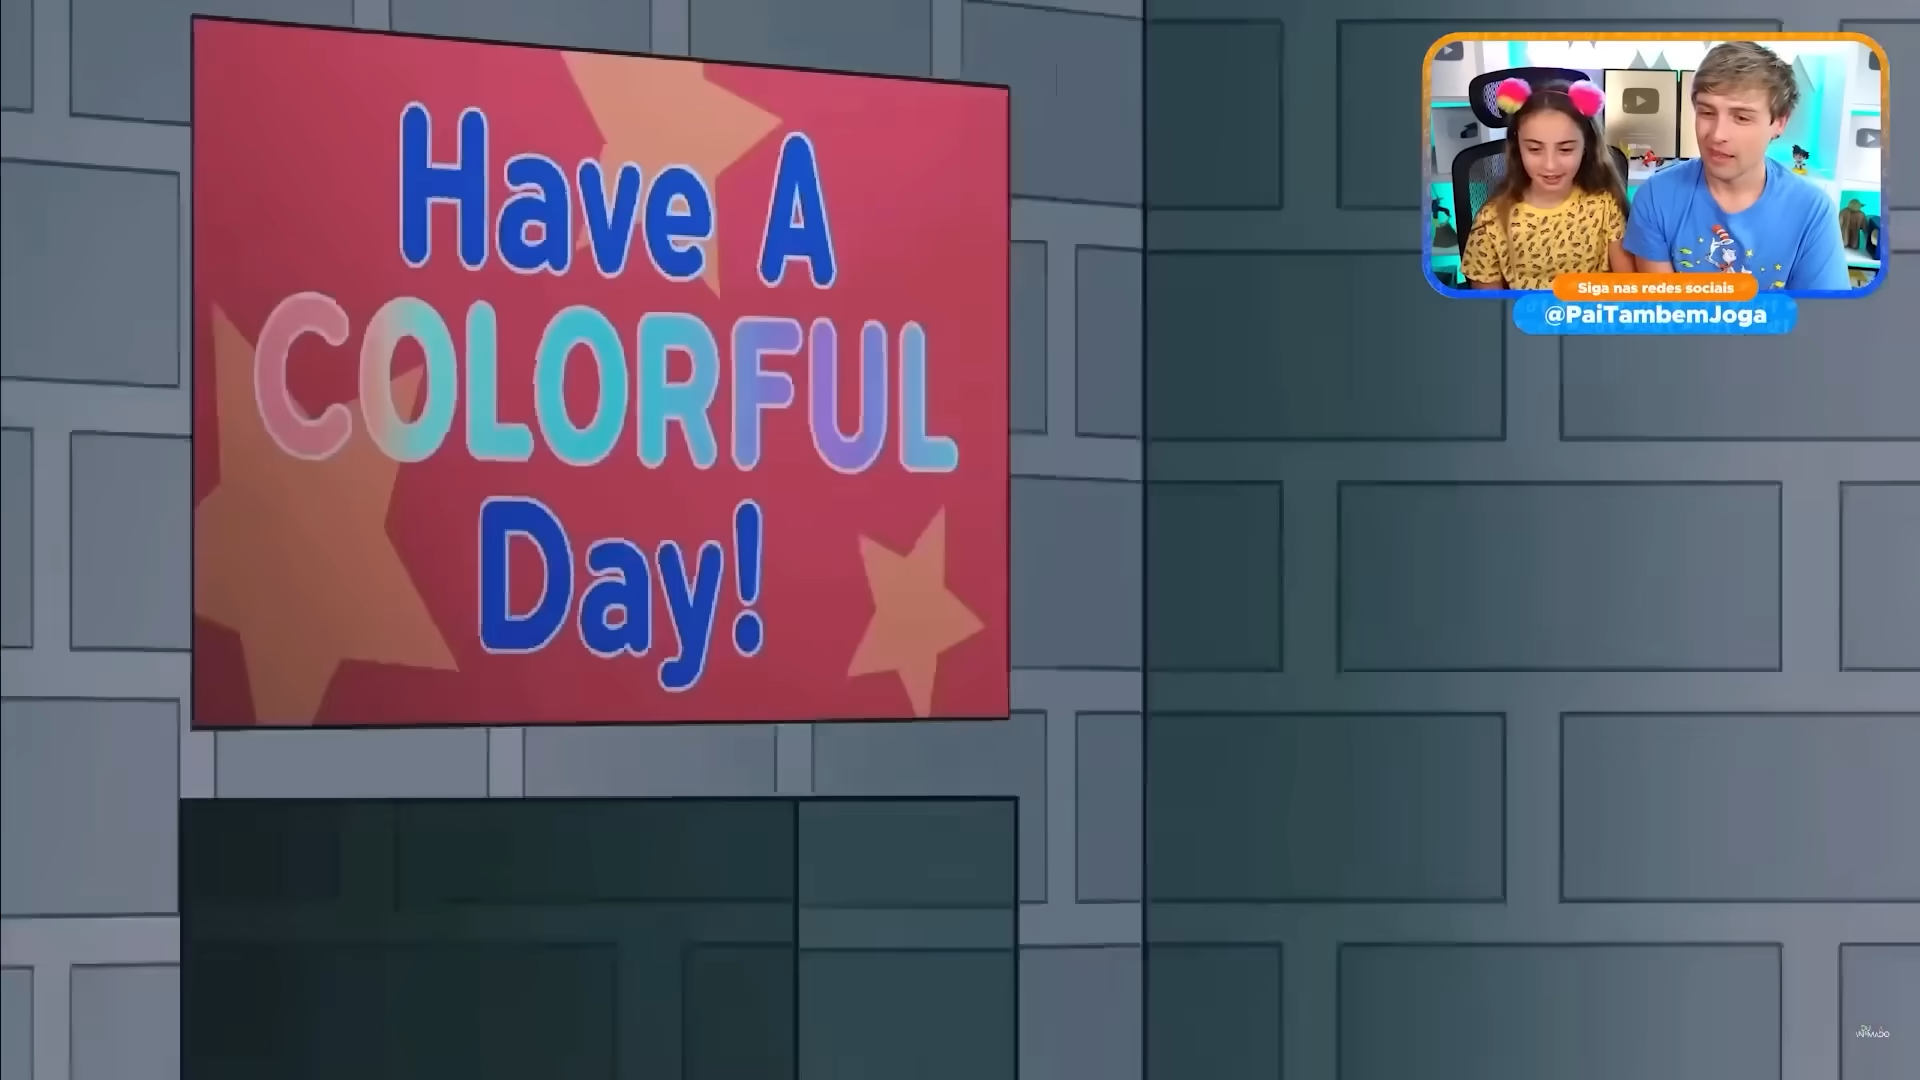 Have A
COLORFUL
Day!
Siga nas redes sociais
@PaiTambemJoga